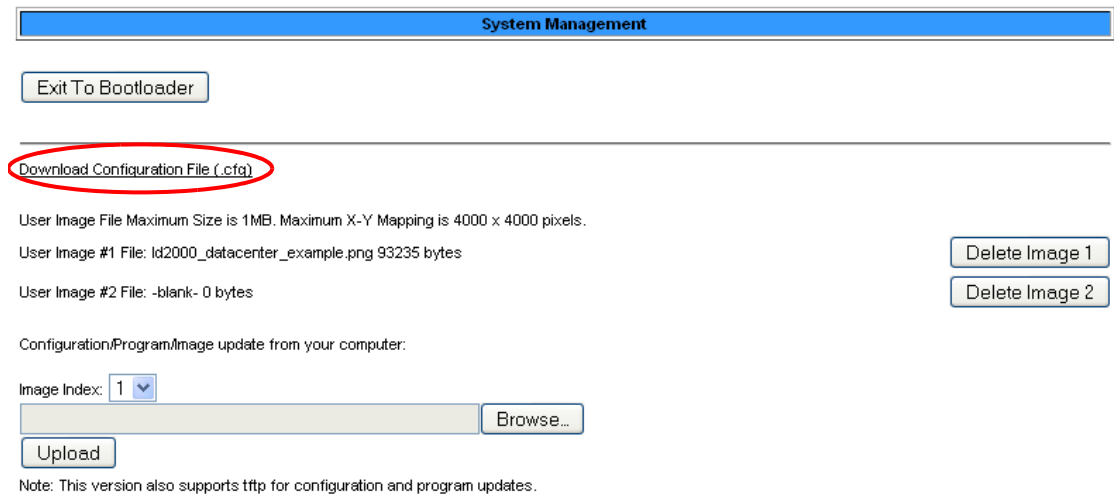 System Management
Exit To Bootloader
Download Configuration File (.cfg)
User Image File Maximum Size is 1MB. Maximum X-Y Mapping is 4000 x 4000 pixels.
User Image #1 File: ld2000_datacenter_example.png 93235 bytes
Delete Image 1
User Image #2 File: -blank- 0 bytes
Delete Image 2
Configuration/Program/Image update from your computer:
Image Index: 1
Browse...
Upload
Note: This version also supports tftp for configuration and program updates.